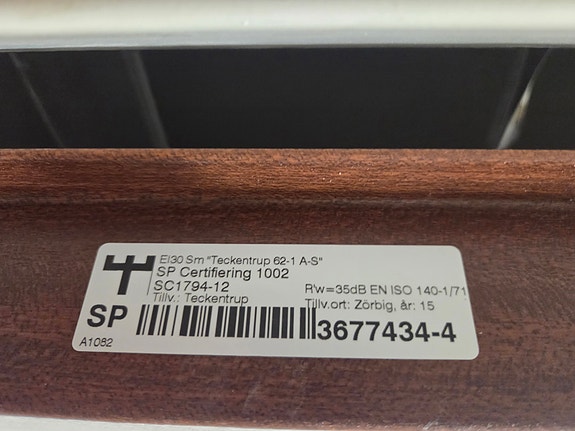 EI30 Sm "Teckentrup 62-1 A-S"
SP Certifiering 1002
SC1794-12
R'w=35dB EN ISO 140-1/71
Tillv.: Teckentrup
Tillv.ort: Zörbig, år: 15
SP
3677434-4
A1082